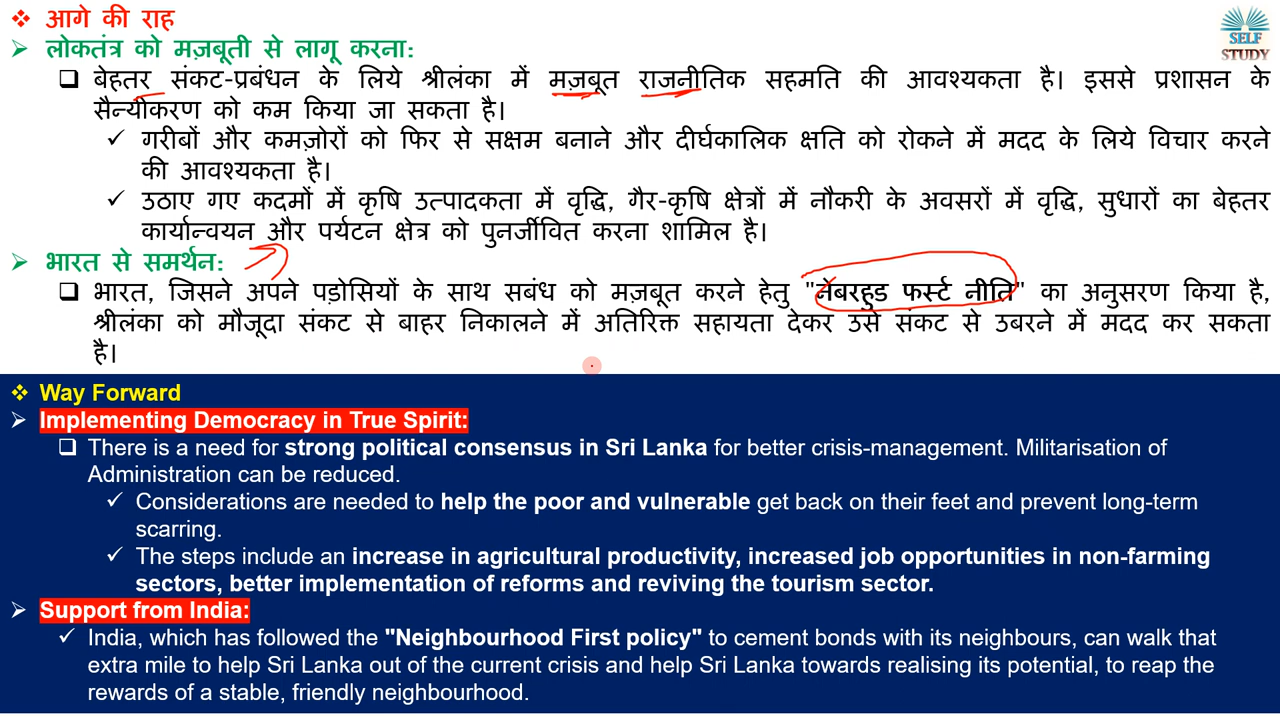 ❖ आगे की राह
SELF
STUDY
➢ लोकतंत्र को मज़बूती से लागू करना:
❑ बेहतर संकट-प्रबंधन के लिये श्रीलंका में मज़बूत राजनीतिक सहमति की आवश्यकता है। इससे प्रशासन के
सैन्यीकरण को कम किया जा सकता है।
✓ गरीबों और कमज़ोरों को फिर से सक्षम बनाने और दीर्घकालिक क्षति को रोकने में मदद के लिये विचार करने
की आवश्यकता है।
✓ उठाए गए कदमों में कृषि उत्पादकता में वृद्धि, गैर-कृषि क्षेत्रों में नौकरी के अवसरों में वृद्धि, सुधारों का बेहतर
कार्यान्वयन और पर्यटन क्षेत्र को पुनर्जीवित करना शामिल है।
➢ भारत से समर्थन:
❑ भारत, जिसने अपने पड़ोसियों के साथ सबंध को मज़बूत करने हेतु "नेबरहुड फर्स्ट नीति" का अनुसरण किया है,
श्रीलंका को मौजूदा संकट से बाहर निकालने में अतिरिक्त सहायता देकर उसे संकट से उबरने में मदद कर सकता
है।
❖ Way Forward
➢ Implementing Democracy in True Spirit:
❑ There is a need for strong political consensus in Sri Lanka for better crisis-management. Militarisation of
Administration can be reduced.
✓ Considerations are needed to help the poor and vulnerable get back on their feet and prevent long-term
scarring.
✓ The steps include an increase in agricultural productivity, increased job opportunities in non-farming
sectors, better implementation of reforms and reviving the tourism sector.
➢ Support from India:
✓ India, which has followed the "Neighbourhood First policy" to cement bonds with its neighbours, can walk that
extra mile to help Sri Lanka out of the current crisis and help Sri Lanka towards realising its potential, to reap the
rewards of a stable, friendly neighbourhood.